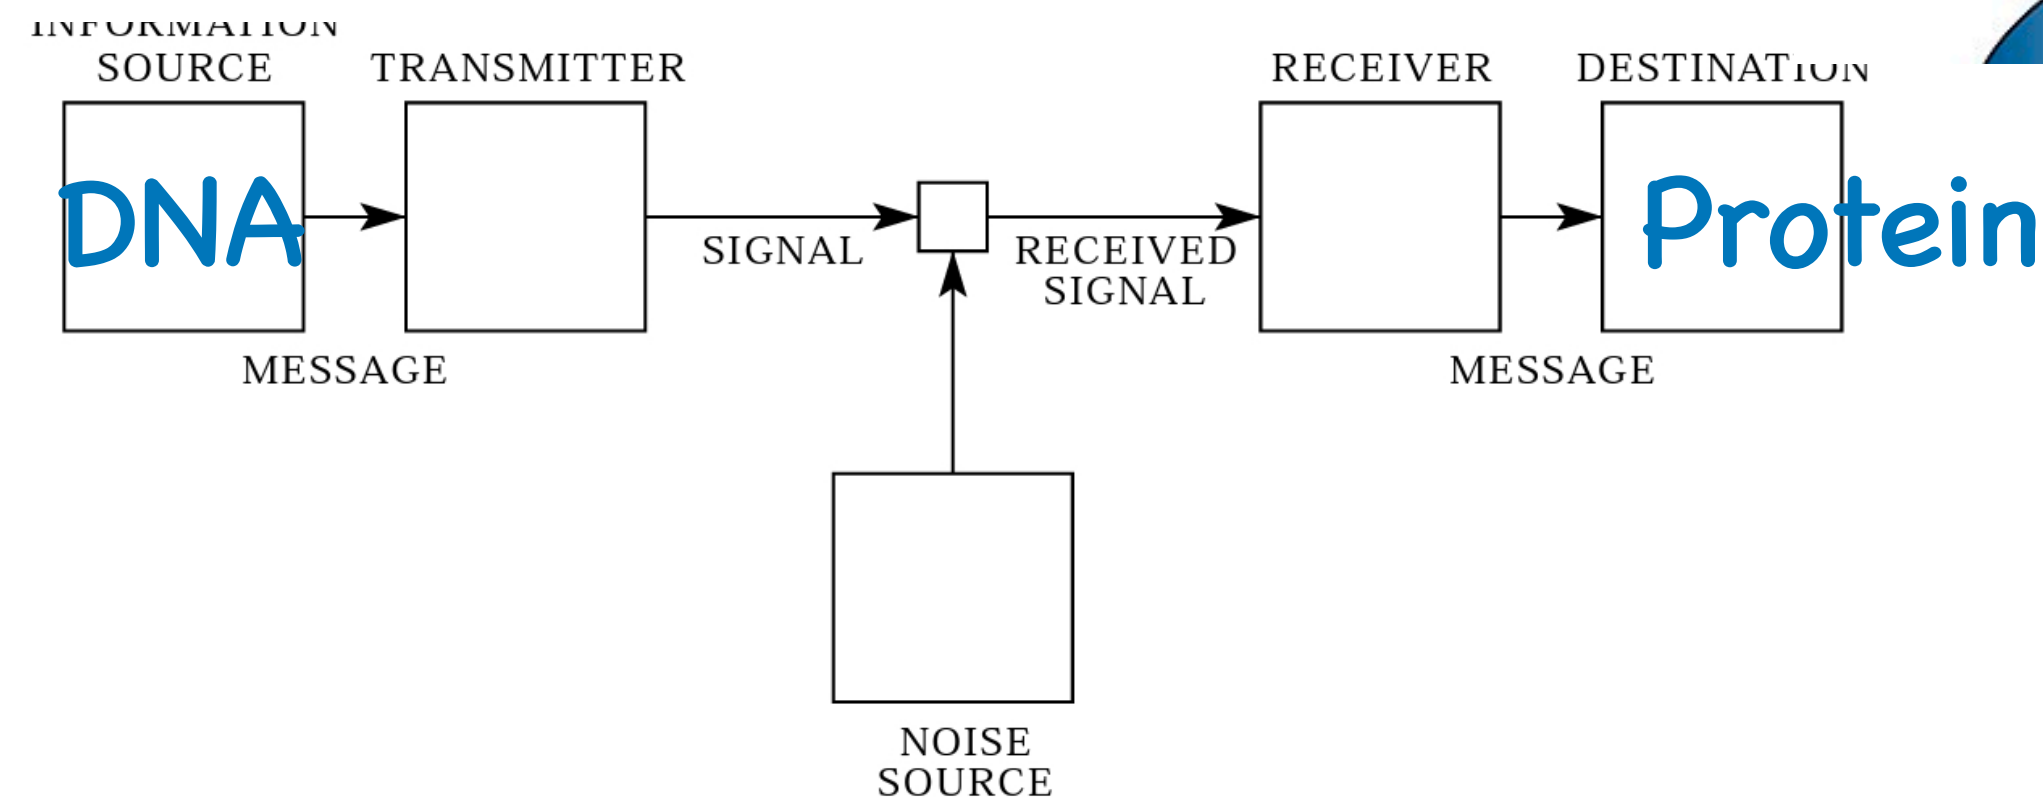 INFORMATION
SOURCE
TRANSMITTER
RECEIVER
DESTINATION
DNA
Protein
SIGNAL
RECEIVED
SIGNAL
MESSAGE
MESSAGE
NOISE
SOURCE